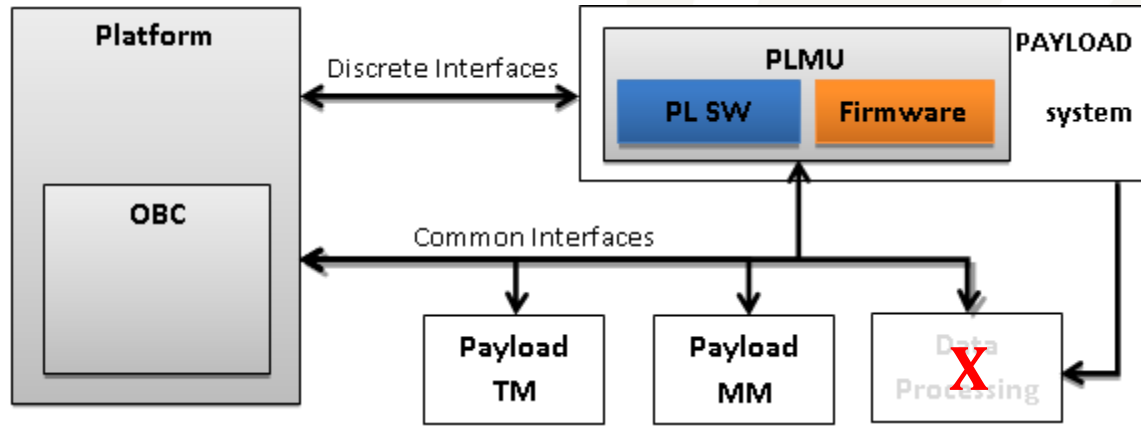 Platform
Discrete Interfaces
PAYLOAD
system
PLMU
PL SW
Firmware
OBC
Common Interfaces
Payload
TM
Payload
MM
Data
X
Processing